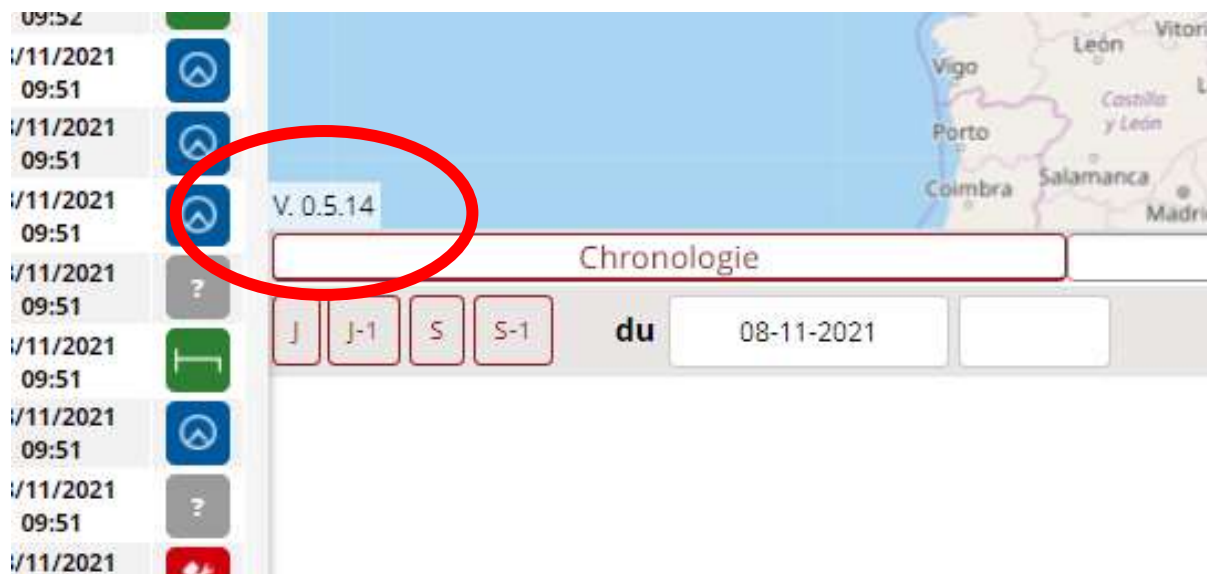 09:52
/11/2021
09:51
/11/2021
09:51
/11/2021
09:51
/11/2021
09:51
?
/11/2021
09:51
/11/2021
09:51
/11/2021
09:51
?
/11/2021
León
Vigo
Castilla
y León
Porto
Salamanca
Coimbra
V. 0.5.14
Chronologie
J J-1 S S-1 du 08-11-2021